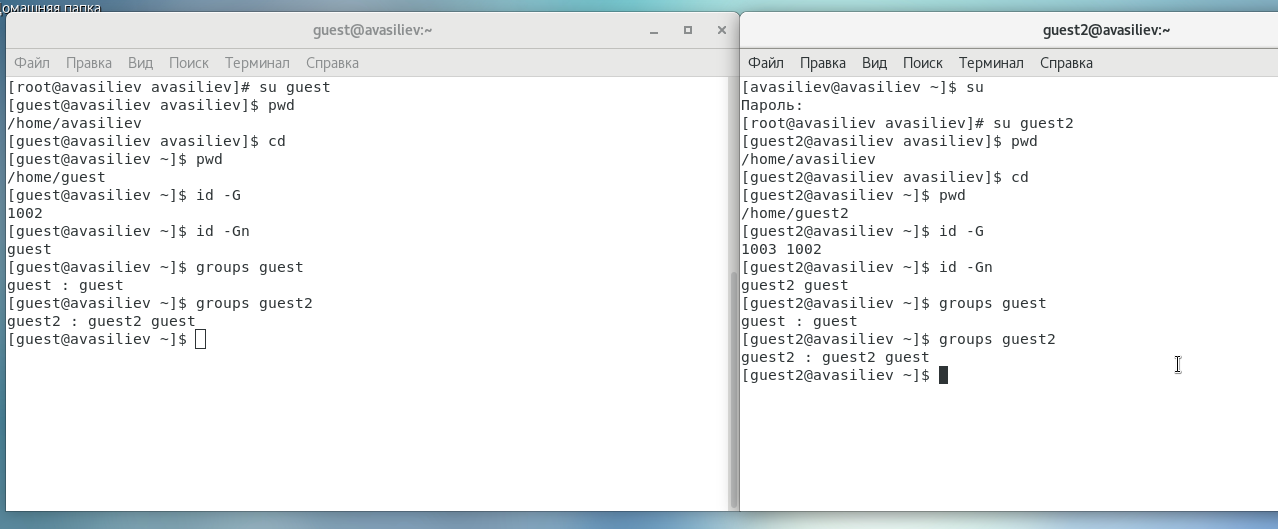 омашняя папка
guest@avasiliev:~
Файл Правка Вид Поиск Терминал Справка
[root@avasiliev avasiliev]# su guest
[guest@avasiliev avasiliev]$ pwd
/home/avasiliev
[guest@avasiliev avasiliev]$ cd
[guest@avasiliev ~]$ pwd
/home/guest
[guest@avasiliev ~]$ id -G
1002
[guest@avasiliev ~]$ id -Gn
guest
[guest@avasiliev ~]$ groups guest
guest : guest
[guest@avasiliev ~]$ groups guest2
guest2 : guest2 guest
[guest@avasiliev ~]$
guest2@avasiliev:~
Файл Правка Вид Поиск Терминал Справка
[avasiliev@avasiliev ~]$ su
Пароль:
[root@avasiliev avasiliev]# su guest2
[guest2@avasiliev avasiliev]$ pwd
/home/avasiliev
[guest2@avasiliev avasiliev]$ cd
[guest2@avasiliev ~]$ pwd
/home/guest2
[guest2@avasiliev ~]$ id -G
1003 1002
[guest2@avasiliev ~]$ id -Gn
guest2 guest
[guest2@avasiliev ~]$ groups guest
guest : guest
[guest2@avasiliev ~]$ groups guest2
guest2 : guest2 guest
[guest2@avasiliev ~]$